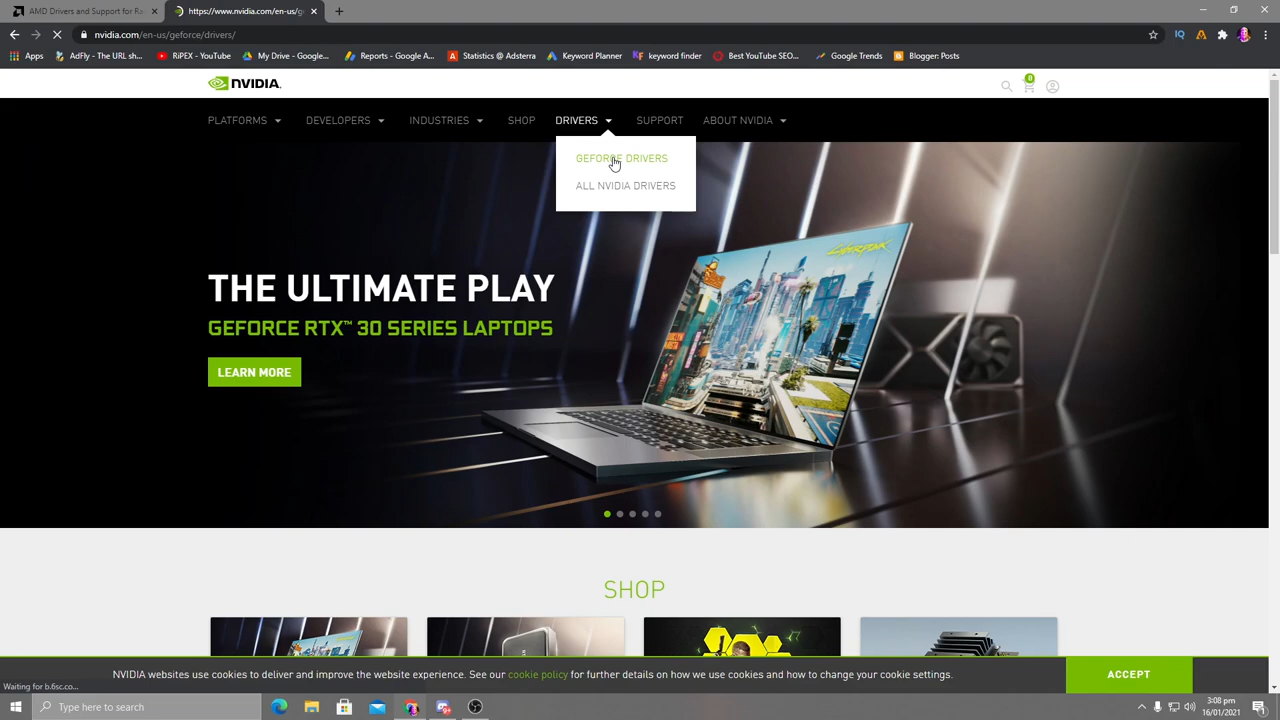 AMD Drivers and Support for Ra
https://www.nvidia.com/en-us/g
nvidia.com/en-us/geforce/drivers/
Apps
AdFly - The URL sh...
RiPEX - YouTube
My Drive - Google...
Reports - Google A...
Statistics @ Adsterra
Keyword Planner
keyword finder
Best YouTube SEO...
Google Trends
Blogger: Posts
NVIDIA.
0
PLATFORMS
DEVELOPERS
INDUSTRIES
SHOP
DRIVERS
SUPPORT
ABOUT NVIDIA
GEFORCE DRIVERS
ALL NVIDIA DRIVERS
CYBERPUNK
THE ULTIMATE PLAY
GEFORCE RTX™ 30 SERIES LAPTOPS
LEARN MORE
SHOP
NVIDIA websites use cookies to deliver and improve the website experience. See our cookie policy for further details on how we use cookies and how to change your cookie settings.
ACCEPT
Waiting for b.6sc.co...
Type here to search
3:08 pm
16/01/2021
1